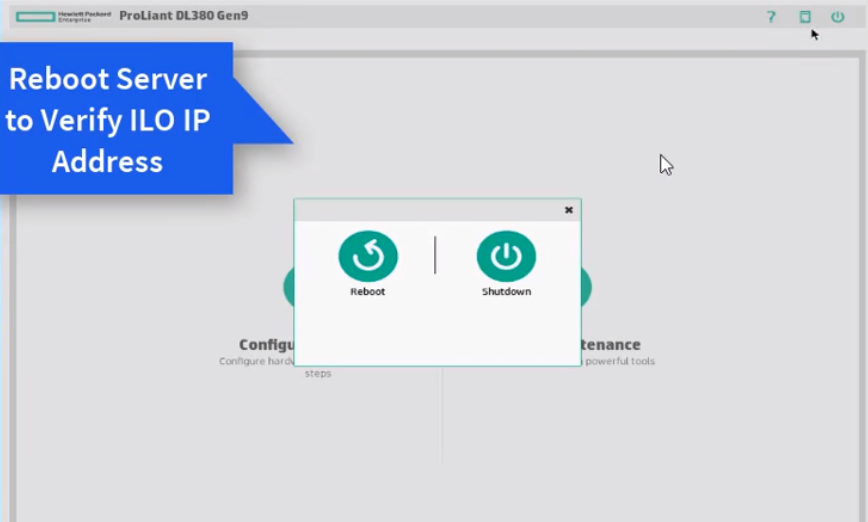 Hewlett Packard
Enterprise
ProLiant DL380 Gen9
?
Reboot Server
to Verify ILO IP
Address
Reboot
Shutdown
Configu
tenance
Configure hardw
powerful tools
steps